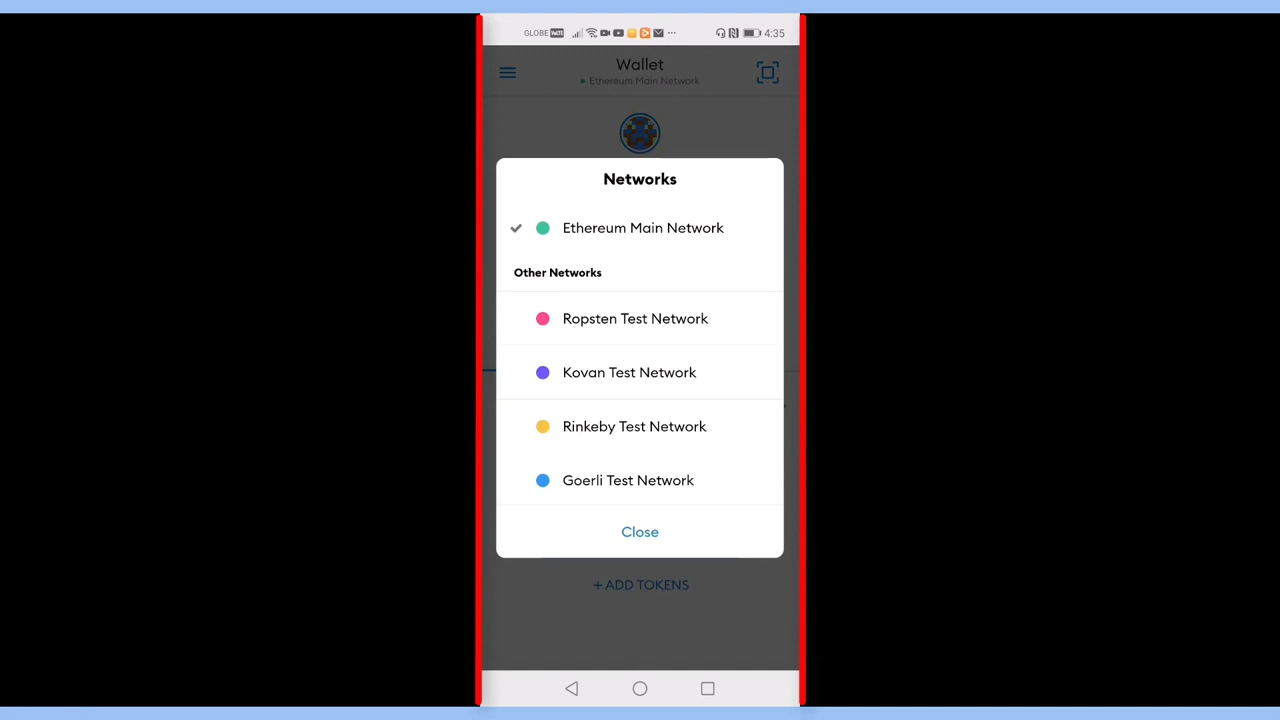 GLOBE VoLTE 4:35
Wallet
Ethereum Main Network
Networks
Ethereum Main Network
Other Networks
Ropsten Test Network
Kovan Test Network
Rinkeby Test Network
Goerli Test Network
Close
+ ADD TOKENS